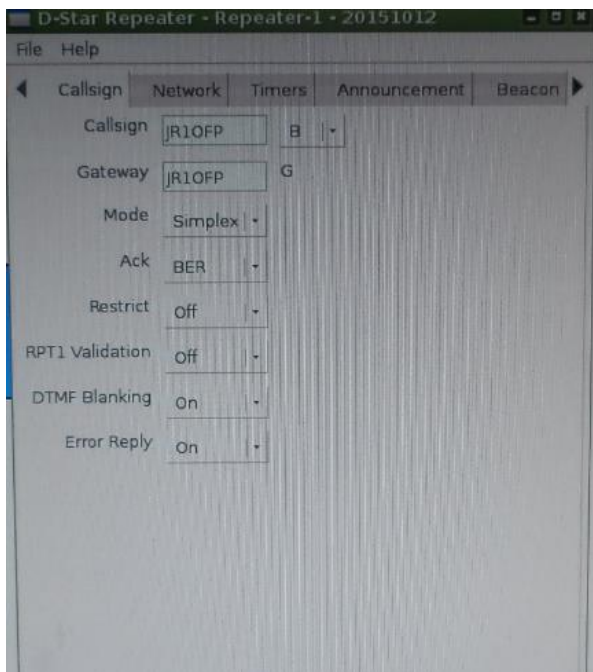 D-Star Repeater - Repeater-1 - 20151012
File Help
Callsign Network Timers Announcement Beacon
Callsign JR1OFP B
Gateway JR1OFP G
Mode Simplex
Ack BER
Restrict Off
RPT1 Validation Off
DTMF Blanking On
Error Reply On